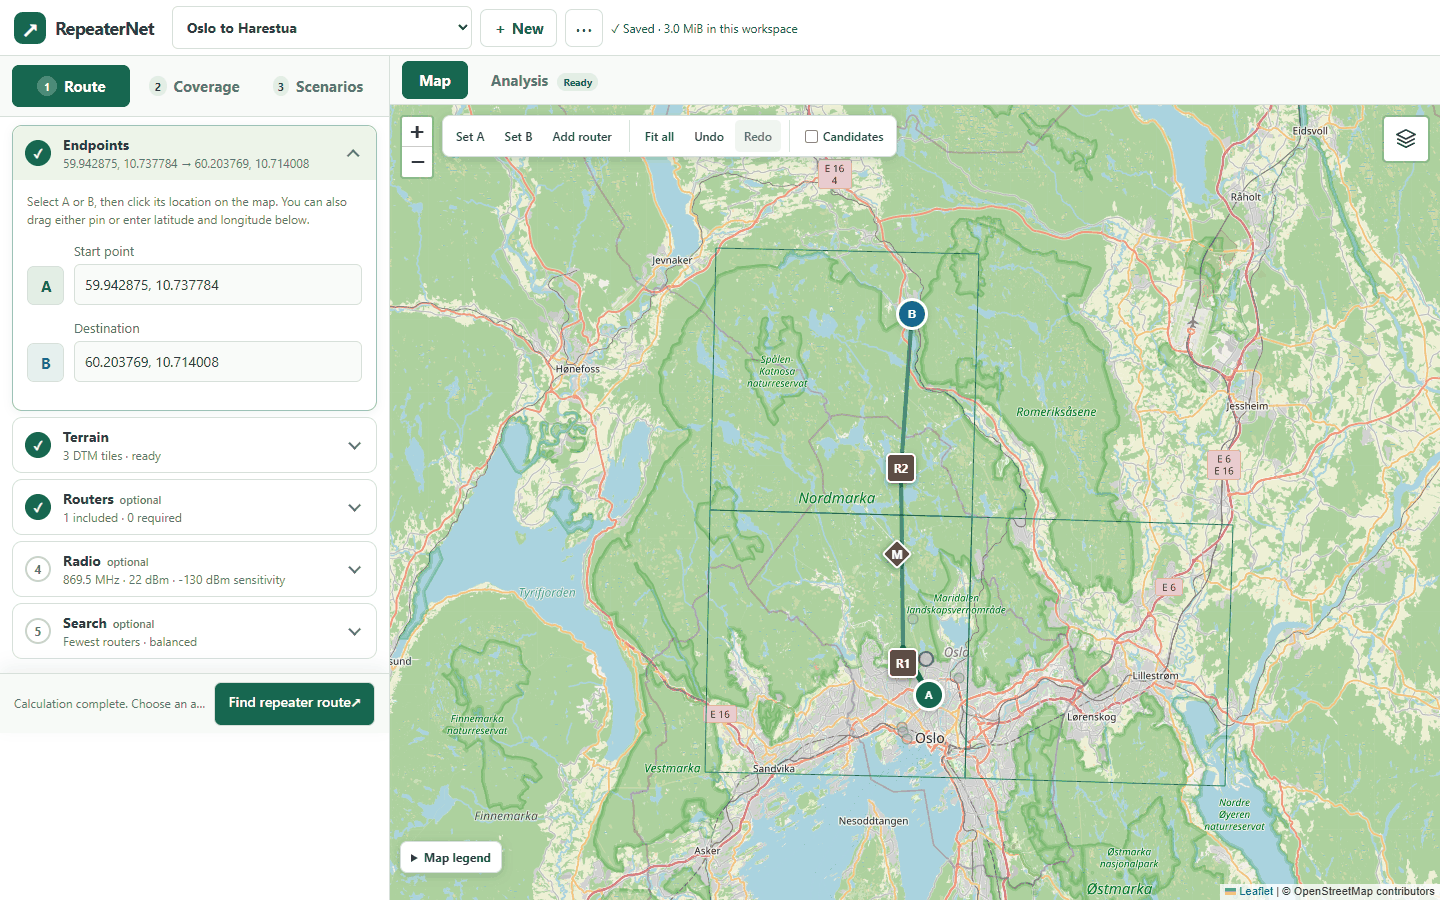 RepeaterNet
Oslo to Harestua
+ New
...
✓ Saved · 3.0 MiB in this workspace
1 Route
2 Coverage
3 Scenarios
Map
Analysis Ready
Endpoints
59.942875, 10.737784 → 60.203769, 10.714008
Select A or B, then click its location on the map. You can also
drag either pin or enter latitude and longitude below.
Start point
A 59.942875, 10.737784
Destination
B 60.203769, 10.714008
Terrain
3 DTM tiles · ready
Routers optional
1 included · 0 required
4 Radio optional
869.5 MHz · 22 dBm · -130 dBm sensitivity
5 Search optional
Fewest routers · balanced
Calculation complete. Choose an a...
Find repeater route↗
+
−
Set A
Set B
Add router
Fit all
Undo
Redo
Candidates
Eidsvoll
E 16
4
Råholt
Jevnaker
B
Spålen-
Katnosa
naturreservat
Hønefoss
Romeriksåsene
Jessheim
E 6
E 16
R2
Nordmarka
M
Tyrifjorden
Maridalen
landskapsvernområde
E 6
sund
Oslo
R1
A
Lillestrøm
E 16
Lørenskog
Finnemarka
naturreservat
Oslo
Vestmarka
Sandvika
Finnemarka
Nesoddtangen
Nordre
Øyeren
naturreservat
Asker
Østmarka
nasjonalpark
Østmarka
▶ Map legend
Leaflet | © OpenStreetMap contributors